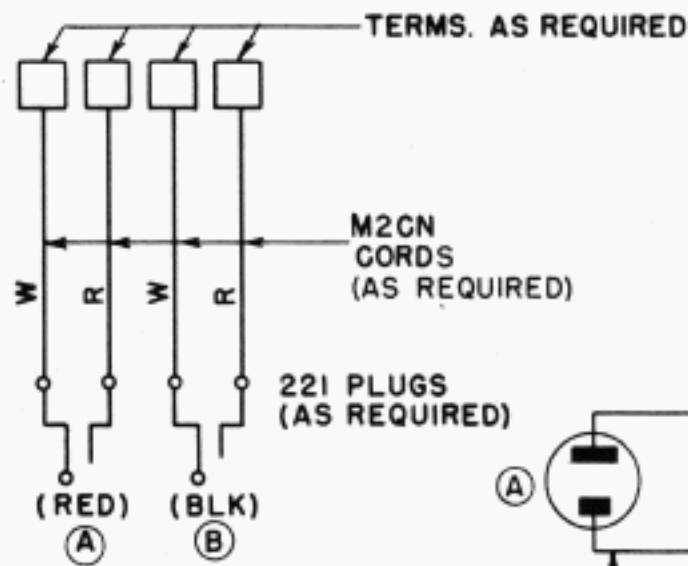 TERMS. AS REQUIRED
M2CN
CORDS
(AS REQUIRED)
W R W R
221 PLUGS
(AS REQUIRED)
A
(RED) (BLK)
A B